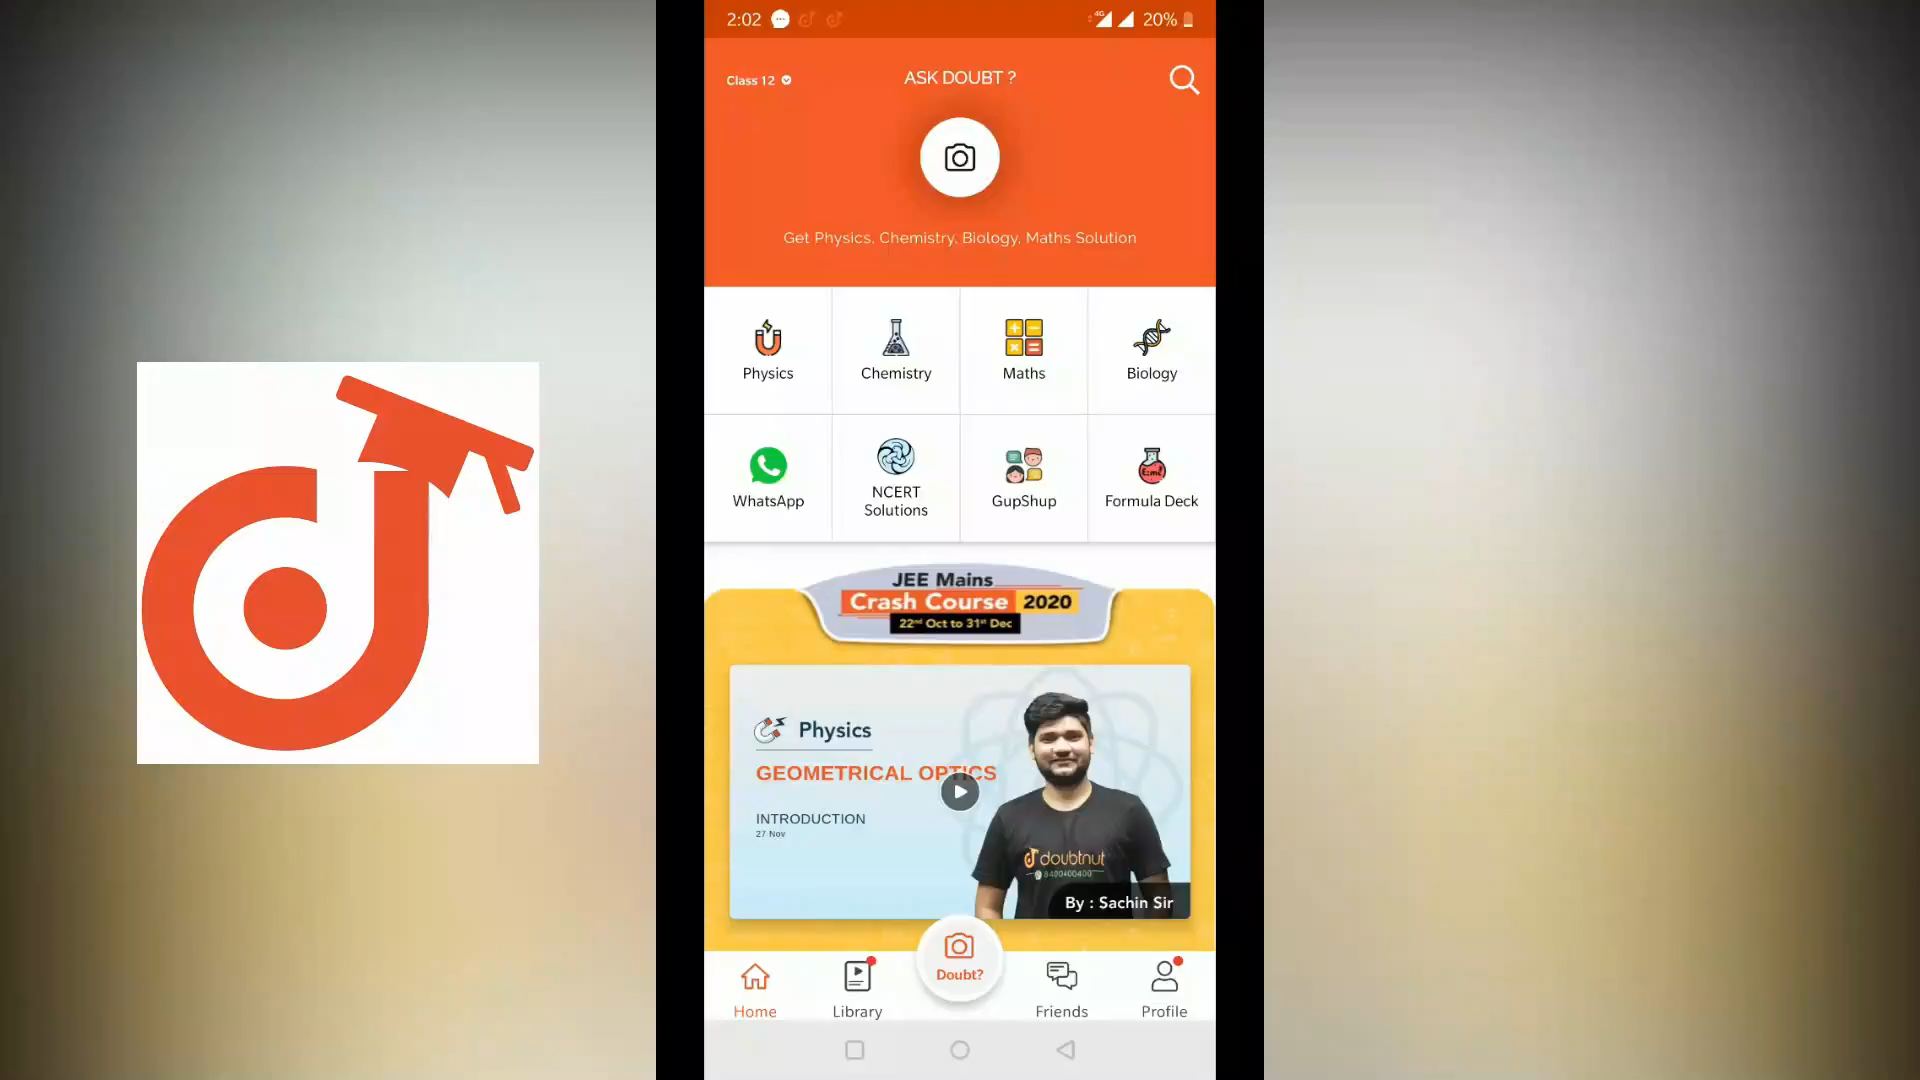 2:02
4G
20%
Class 12
ASK DOUBT ?
Get Physics, Chemistry, Biology, Maths Solution
Physics
Chemistry
Maths
Biology
WhatsApp
NCERT
Solutions
GupShup
Formula Deck
JEE Mains
Crash Course 2020
22nd Oct to 31st Dec
Physics
GEOMETRICAL OPTICS
INTRODUCTION
27 Nov
doubtnut
8400400400
By : Sachin Sir
Doubt?
Home
Library
Friends
Profile